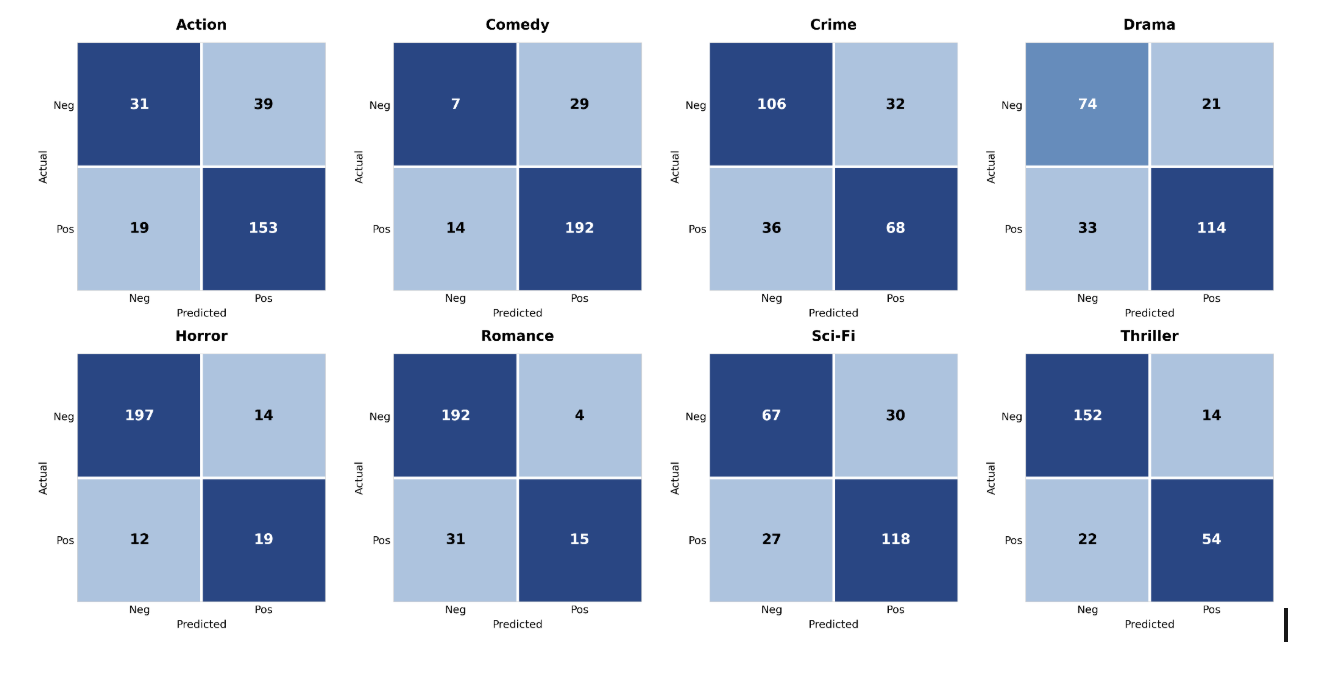 Action Comedy Crime Drama
Neg 31 39 Neg 7 29 Neg 106 32 Neg 74 21
Actual Actual Actual Actual
Pos 19 153 Pos 14 192 Pos 36 68 Pos 33 114
Neg Pos Neg Pos Neg Pos Neg Pos
Predicted Predicted Predicted Predicted
Horror Romance Sci-Fi Thriller
Neg 197 14 Neg 192 4 Neg 67 30 Neg 152 14
Actual Actual Actual Actual
Pos 12 19 Pos 31 15 Pos 27 118 Pos 22 54
Neg Pos Neg Pos Neg Pos Neg Pos
Predicted Predicted Predicted Predicted